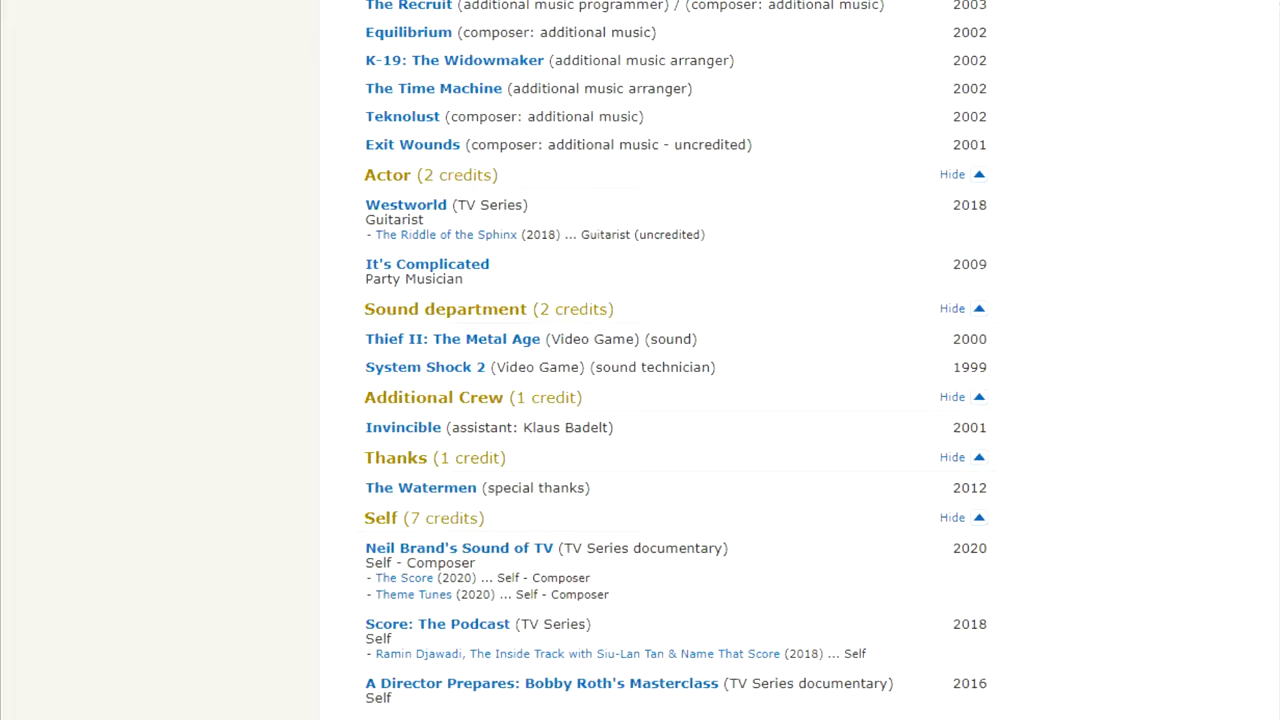 The Recruit (additional music programmer) / (composer: additional music) 2003
Equilibrium (composer: additional music) 2002
K-19: The Widowmaker (additional music arranger) 2002
The Time Machine (additional music arranger) 2002
Teknolust (composer: additional music) 2002
Exit Wounds (composer: additional music - uncredited) 2001
Actor (2 credits) Hide
Westworld (TV Series) 2018
Guitarist
- The Riddle of the Sphinx (2018) ... Guitarist (uncredited)
It's Complicated 2009
Party Musician
Sound department (2 credits) Hide
Thief II: The Metal Age (Video Game) (sound) 2000
System Shock 2 (Video Game) (sound technician) 1999
Additional Crew (1 credit) Hide
Invincible (assistant: Klaus Badelt) 2001
Thanks (1 credit) Hide
The Watermen (special thanks) 2012
Self (7 credits) Hide
Neil Brand's Sound of TV (TV Series documentary) 2020
Self - Composer
- The Score (2020) ... Self - Composer
- Theme Tunes (2020) ... Self - Composer
Score: The Podcast (TV Series) 2018
Self
- Ramin Djawadi, The Inside Track with Siu-Lan Tan & Name That Score (2018) ... Self
A Director Prepares: Bobby Roth's Masterclass (TV Series documentary) 2016
Self